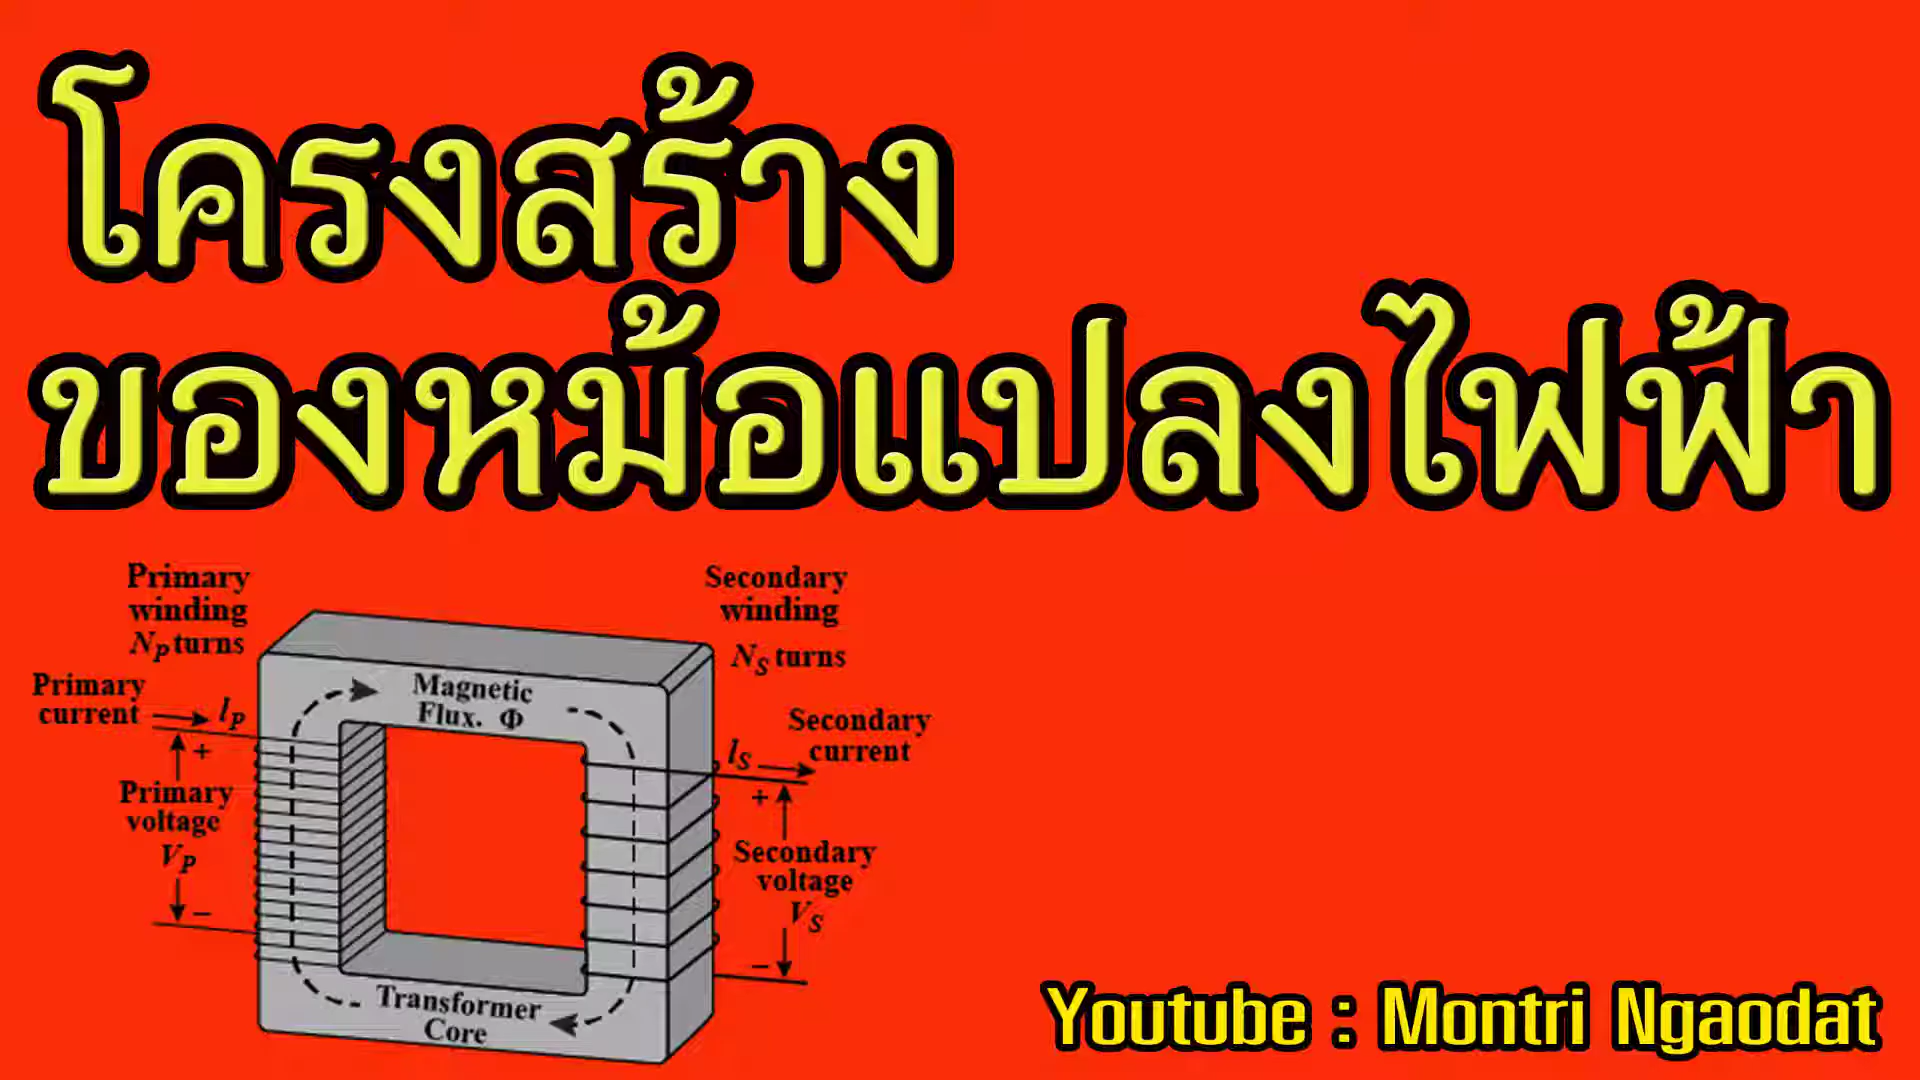 โครงสร้าง
ของหม้อแปลงไฟฟ้า
Primary
winding
NP turns
Primary
current
IP
+
Primary
voltage
VP
−
Magnetic
Flux. Φ
Transformer
Core
Secondary
winding
NS turns
Secondary
current
IS
+
Secondary
voltage
VS
−
Youtube : Montri Ngaodat